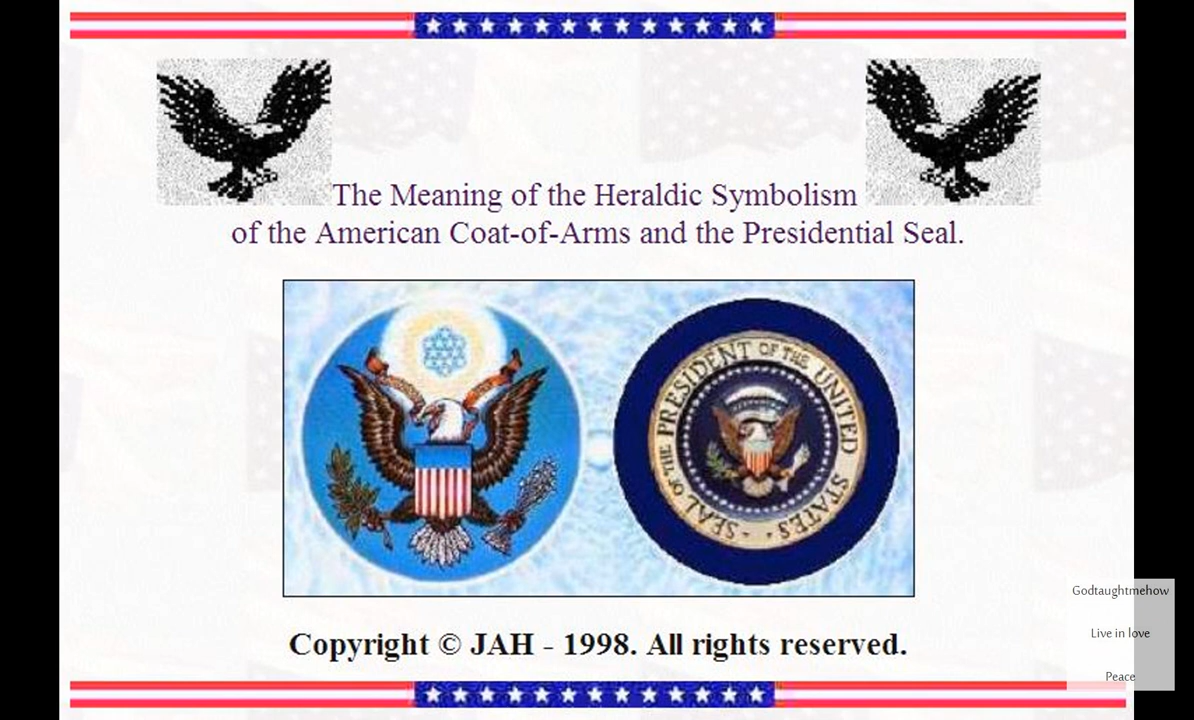 The Meaning of the Heraldic Symbolism
of the American Coat-of-Arms and the Presidential Seal.
SEAL OF THE PRESIDENT OF THE UNITED STATES
Copyright © JAH - 1998. All rights reserved.
Godtaughtmehow
Live in love
Peace